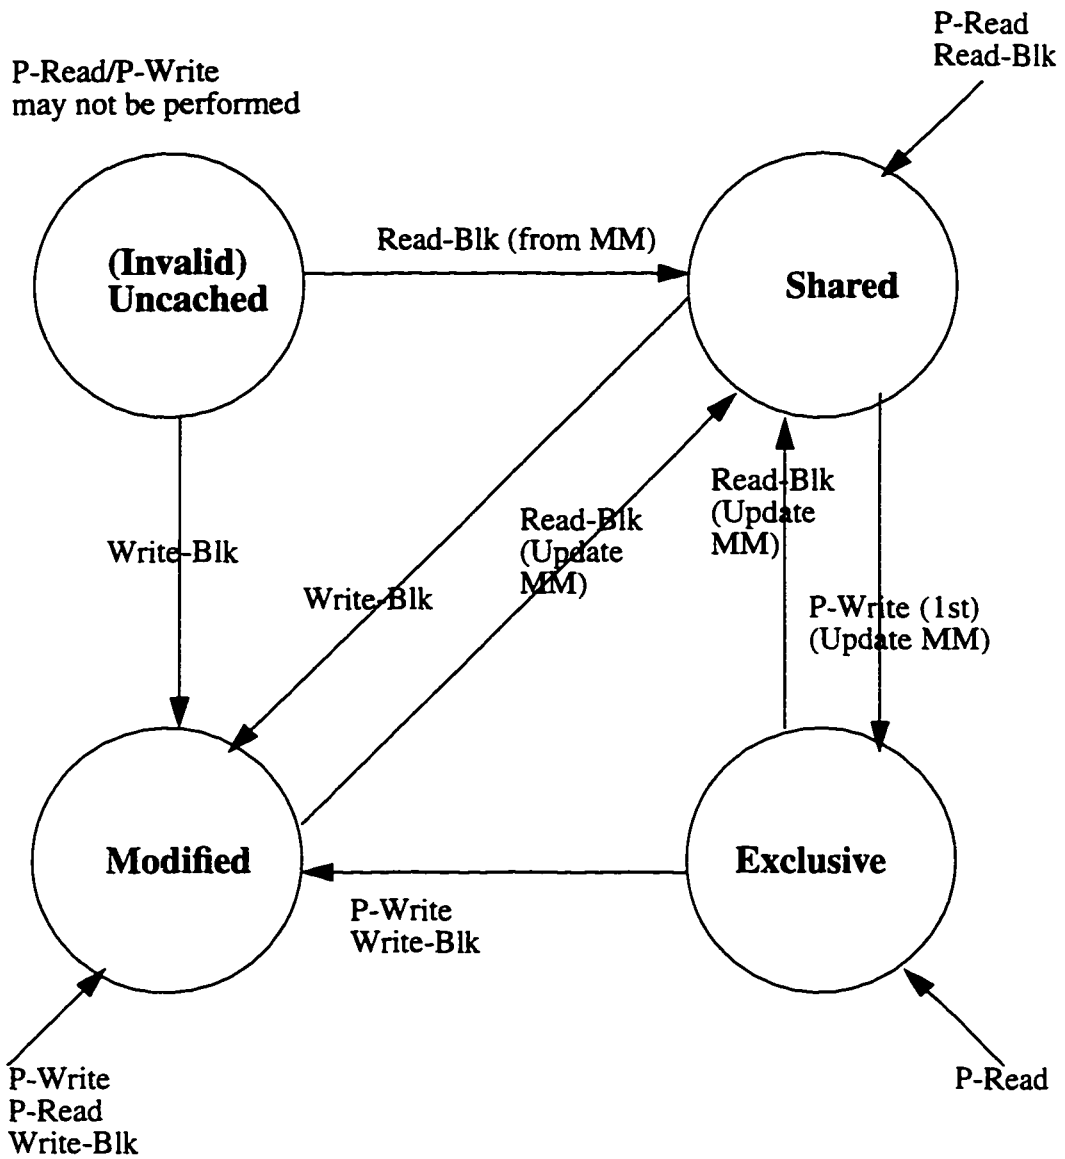 P-Read
Read-Blk
P-Read/P-Write
may not be performed
Read-Blk (from MM)
(Invalid)
Uncached
Shared
Read-Blk
(Update
MM)
Read-Blk
(Update
MM)
Write-Blk
Write-Blk
P-Write (1st)
(Update MM)
Modified
Exclusive
P-Write
Write-Blk
P-Write
P-Read
Write-Blk
P-Read